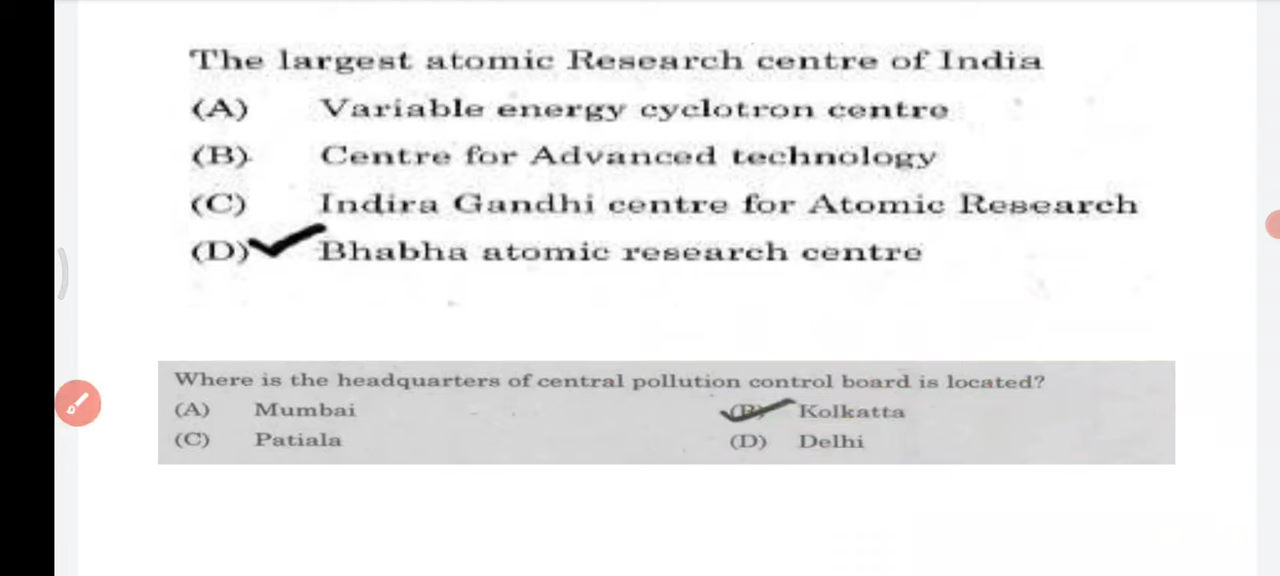 The largest atomic Research centre of India
(A) Variable energy cyclotron centre
(B) Centre for Advanced technology
(C) Indira Gandhi centre for Atomic Research
(D) Bhabha atomic research centre
Where is the headquarters of central pollution control board is located?
(A) Mumbai (B) Kolkatta
(C) Patiala (D) Delhi